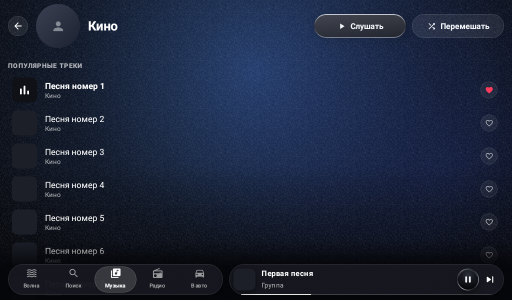 Кино
Слушать
Перемешать
ПОПУЛЯРНЫЕ ТРЕКИ
Песня номер 1
Кино
Песня номер 2
Кино
Песня номер 3
Кино
Песня номер 4
Кино
Песня номер 5
Кино
Песня номер 6
Кино
Волна
Поиск
Музыка
Радио
В авто
Первая песня
Группа